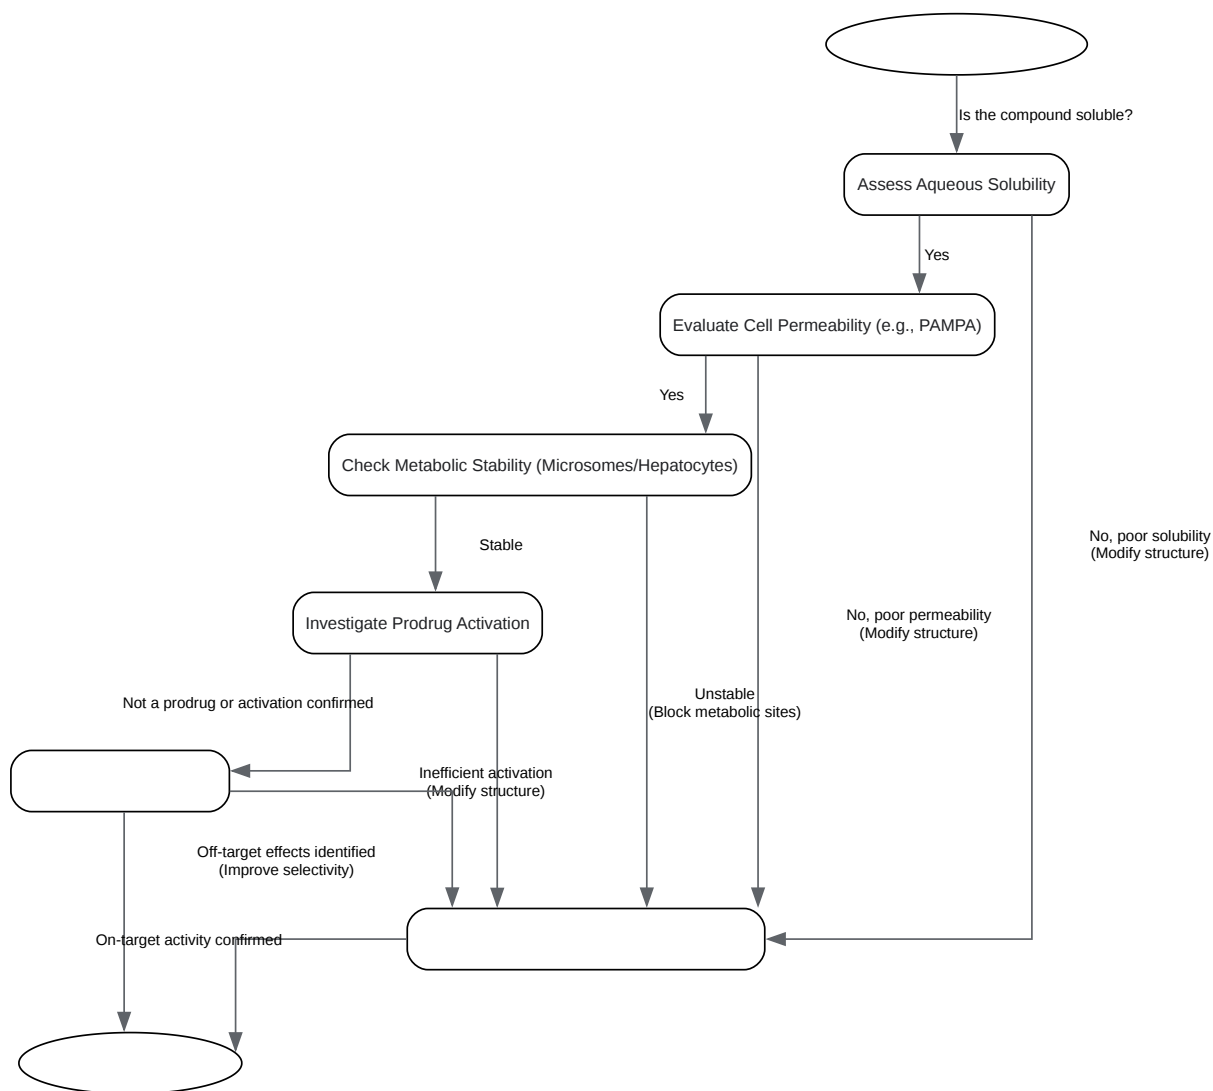 Is the compound soluble?
Assess Aqueous Solubility
Yes
Evaluate Cell Permeability (e.g., PAMPA)
Yes
Check Metabolic Stability (Microsomes/Hepatocytes)
Stable
No, poor solubility
(Modify structure)
Investigate Prodrug Activation
No, poor permeability
(Modify structure)
Not a prodrug or activation confirmed
Unstable
(Block metabolic sites)
Inefficient activation
(Modify structure)
Off-target effects identified
(Improve selectivity)
On-target activity confirmed